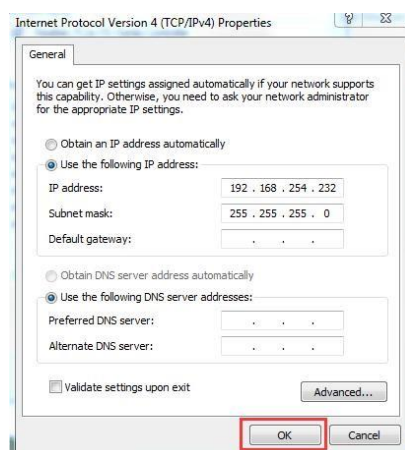 Internet Protocol Version 4 (TCP/IPv4) Properties
General
You can get IP settings assigned automatically if your network supports
this capability. Otherwise, you need to ask your network administrator
for the appropriate IP settings.
Obtain an IP address automatically
Use the following IP address:
IP address: 192 . 168 . 254 . 232
Subnet mask: 255 . 255 . 255 . 0
Default gateway: . . .
Obtain DNS server address automatically
Use the following DNS server addresses:
Preferred DNS server: . . .
Alternate DNS server: . . .
Validate settings upon exit
Advanced...
OK Cancel